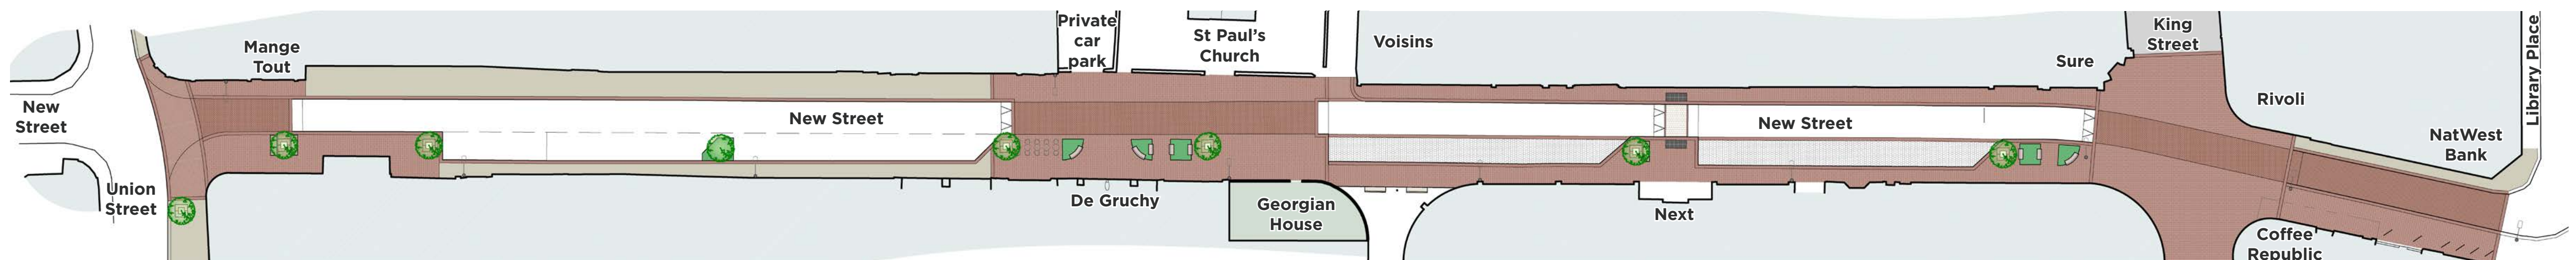 New
Street
Mange
Tout
Union
Street
New Street
Private
car
park
St Paul's
Church
De Gruchy
Georgian
House
Voisins
Next
New Street
Sure
King
Street
Rivoli
Coffee
Republic
NatWest
Bank
Library Place